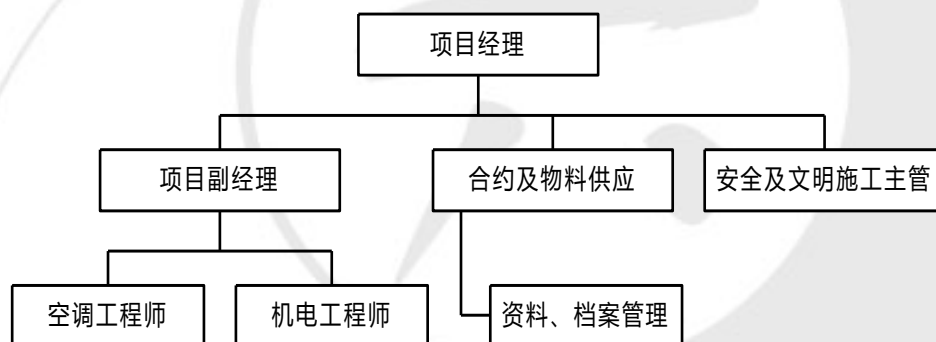 项目经理
项目副经理
合约及物料供应
安全及文明施工主管
空调工程师
机电工程师
资料、档案管理